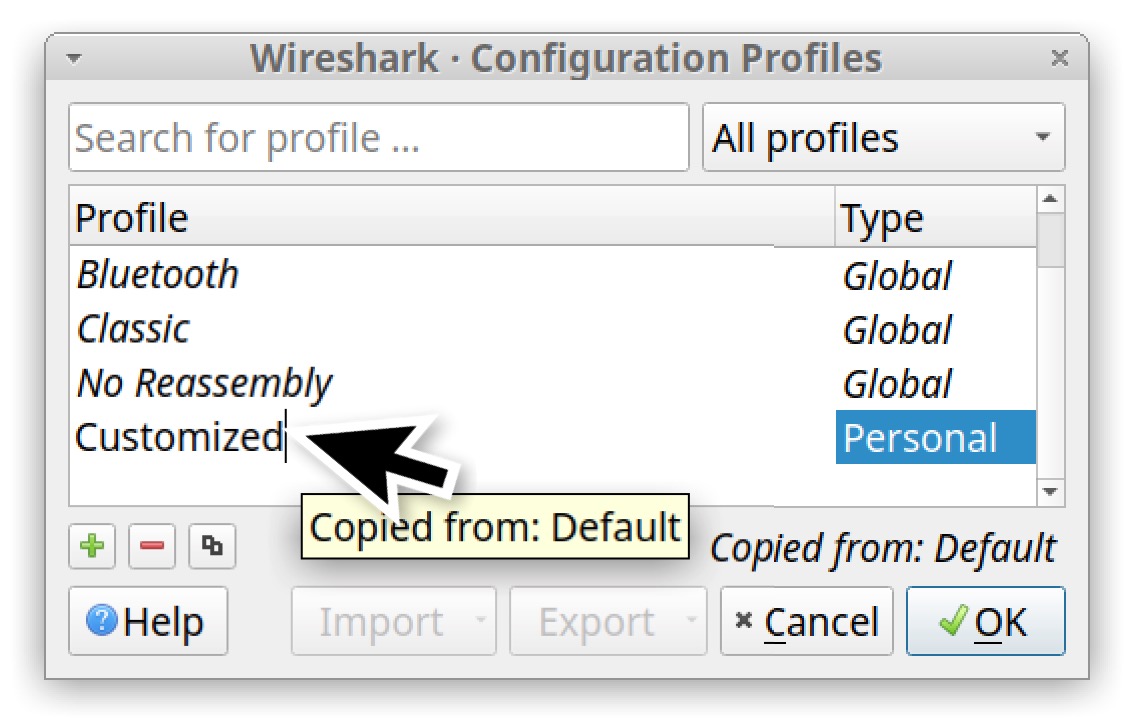 Wireshark · Configuration Profiles
Search for profile ...
All profiles
Profile Type
Bluetooth Global
Classic Global
No Reassembly Global
Customized Personal
Copied from: Default
Copied from: Default
Help Import Export Cancel OK